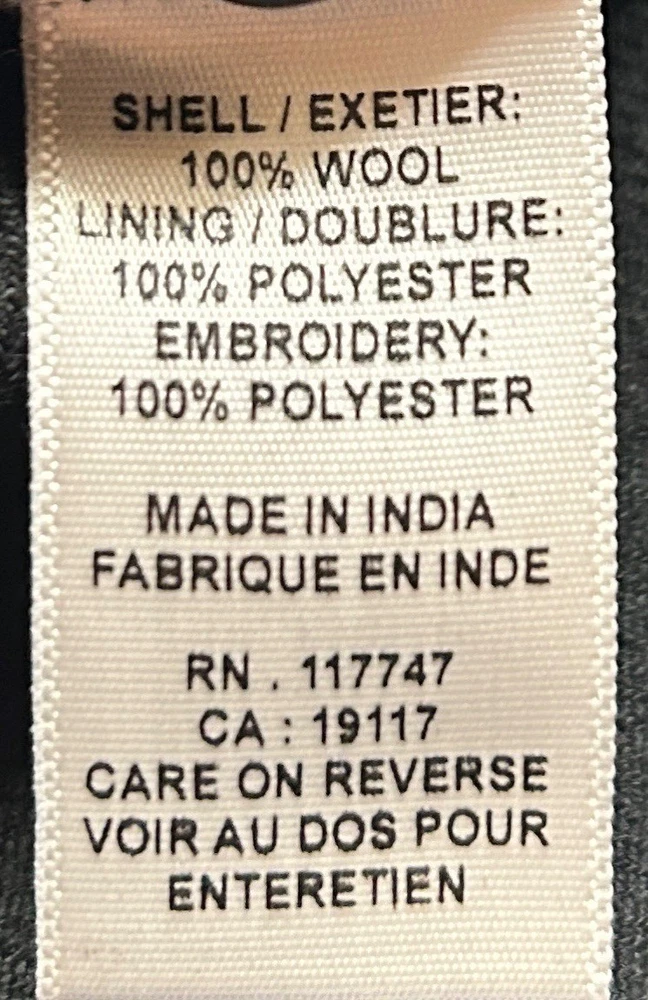 SHELL / EXETIER:
100% WOOL
LINING / DOUBLURE:
100% POLYESTER
EMBROIDERY:
100% POLYESTER
MADE IN INDIA
FABRIQUE EN INDE
RN . 117747
CA : 19117
CARE ON REVERSE
VOIR AU DOS POUR
ENTERETIEN